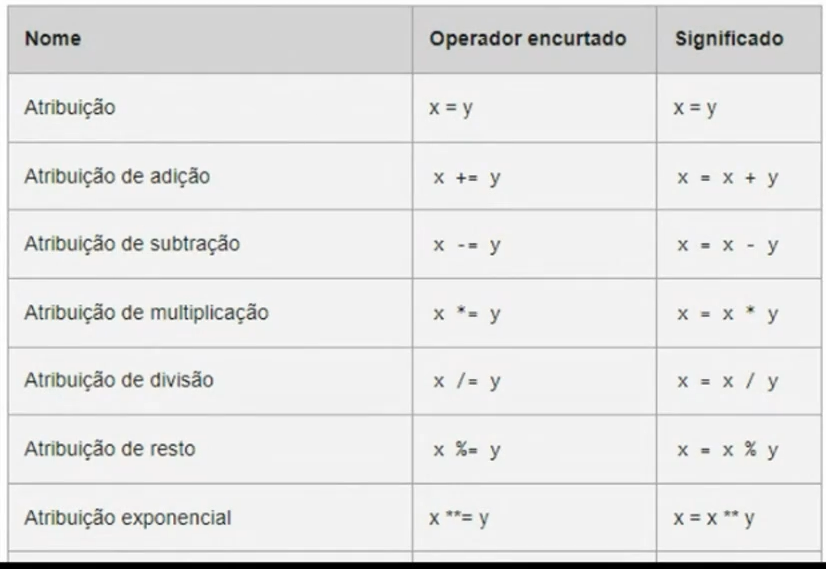 Nome Operador encurtado Significado
Atribuição x = y x = y
Atribuição de adição x += y x = x + y
Atribuição de subtração x -= y x = x - y
Atribuição de multiplicação x *= y x = x * y
Atribuição de divisão x /= y x = x / y
Atribuição de resto x %= y x = x % y
Atribuição exponencial x **= y x = x ** y